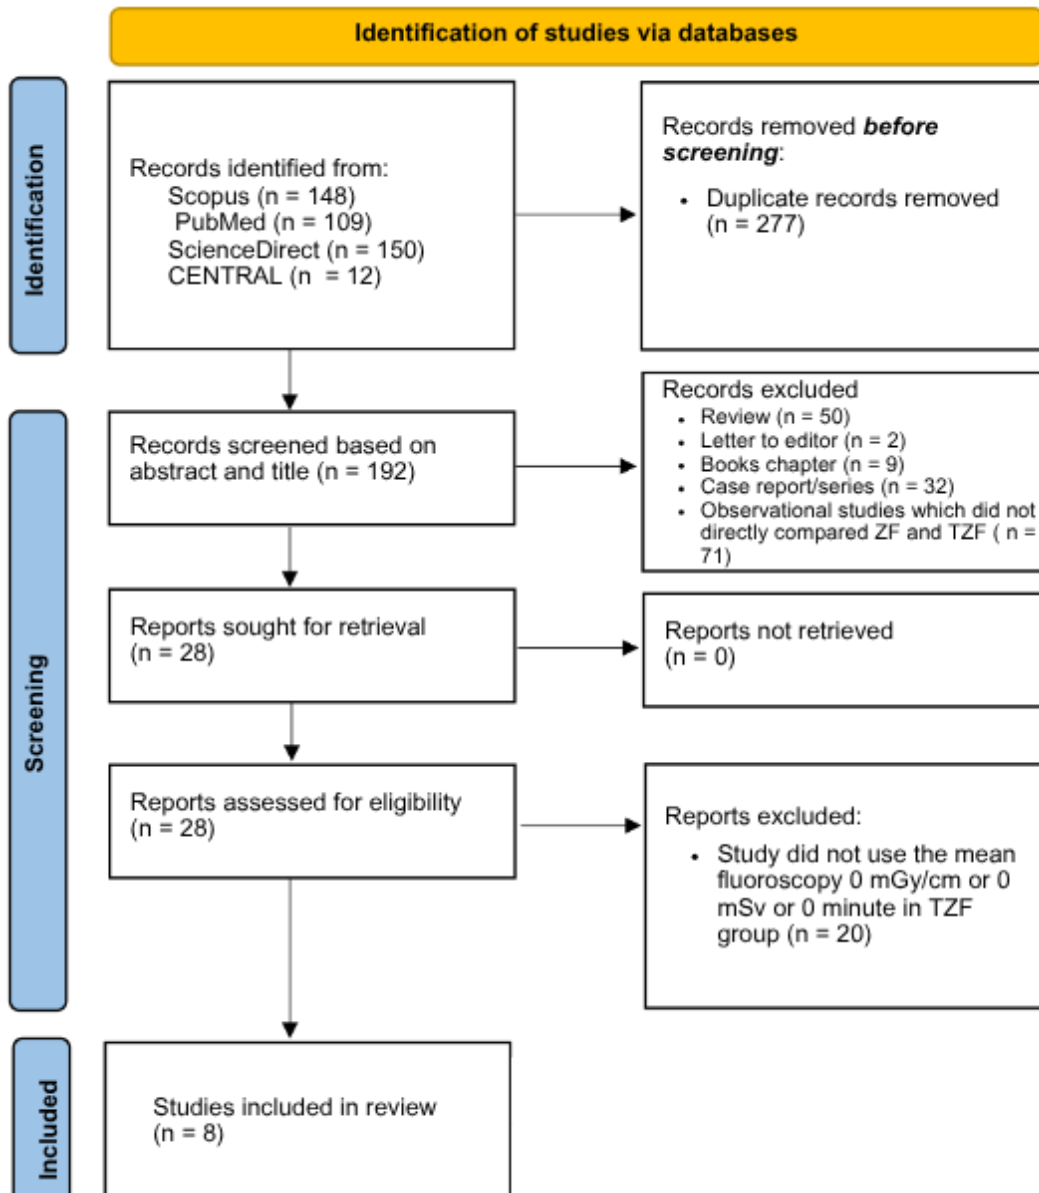 Identification of studies via databases
Identification
Records identified from:
Scopus (n = 148)
PubMed (n = 109)
ScienceDirect (n = 150)
CENTRAL (n  = 12)
Records removed before
screening:
• Duplicate records removed
(n = 277)
Screening
Records screened based on
abstract and title (n = 192)
Records excluded
• Review (n = 50)
• Letter to editor (n = 2)
• Books chapter (n = 9)
• Case report/series (n = 32)
• Observational studies which did not
directly compared ZF and TZF ( n =
71)
Reports sought for retrieval
(n = 28)
Reports not retrieved
(n = 0)
Reports assessed for eligibility
(n = 28)
Reports excluded:
• Study did not use the mean
fluoroscopy 0 mGy/cm or 0
mSv or 0 minute in TZF
group (n = 20)
Included
Studies included in review
(n = 8)